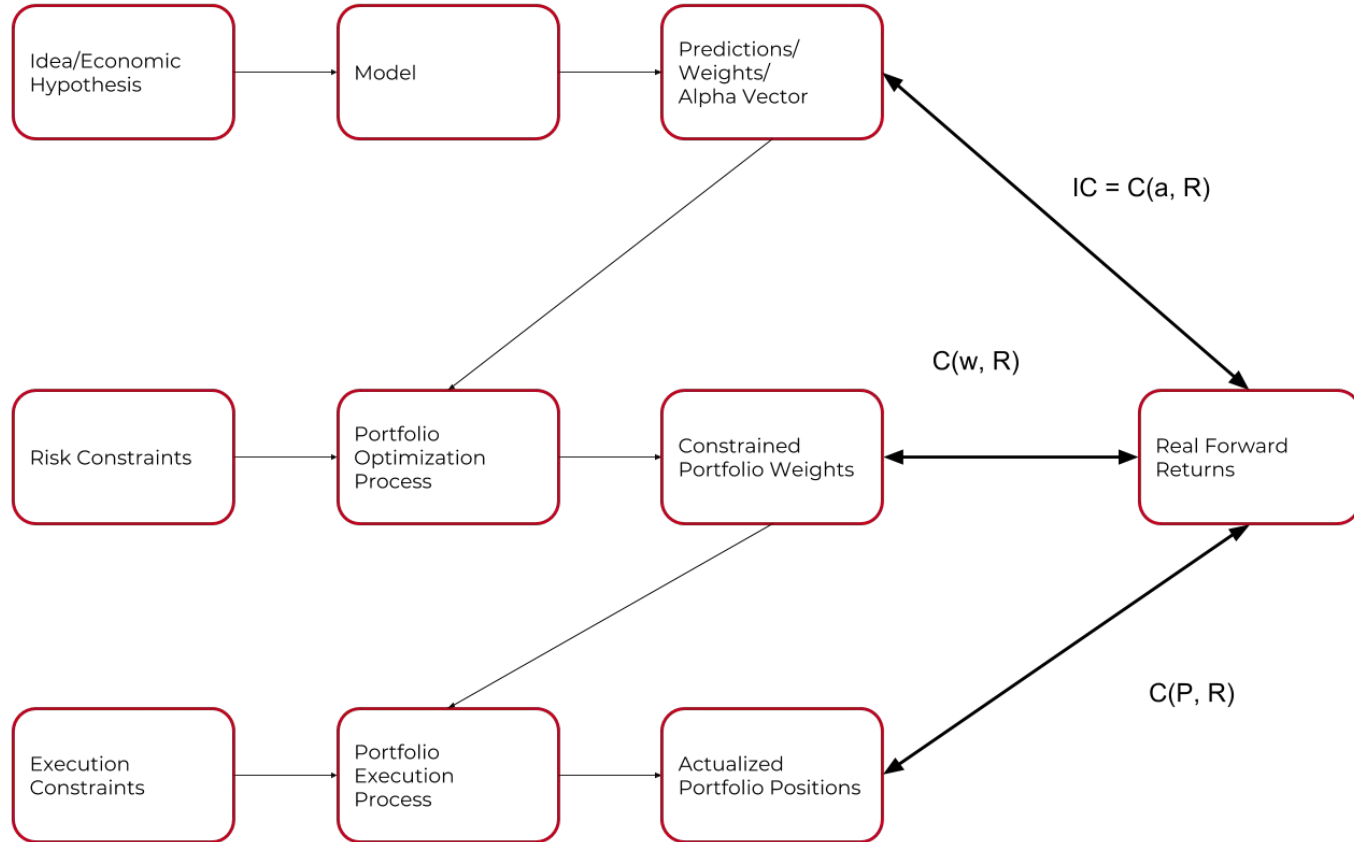 Idea/Economic
Hypothesis
Model
Predictions/
Weights/
Alpha Vector
IC = C(a, R)
C(w, R)
Risk Constraints
Portfolio
Optimization
Process
Constrained
Portfolio Weights
Real Forward
Returns
C(P, R)
Execution
Constraints
Portfolio
Execution
Process
Actualized
Portfolio Positions